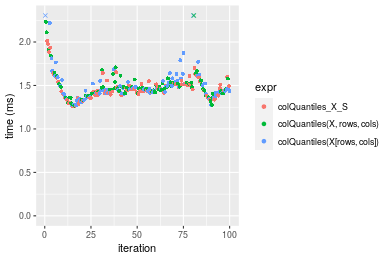 2.0
1.5
1.0
0.5
0.0
time (ms)
0
25
50
75
100
iteration
expr
colQuantiles_X_S
colQuantiles(X, rows, cols)
colQuantiles(X[rows, cols])